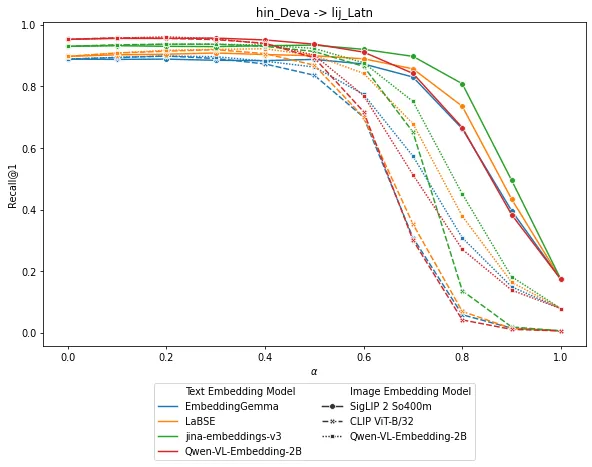 hin_Deva -> lij_Latn
Recall@1
1.0
0.8
0.6
0.4
0.2
0.0
0.0 0.2 0.4 0.6 0.8 1.0
α
Text Embedding Model
EmbeddingGemma
LaBSE
jina-embeddings-v3
Qwen-VL-Embedding-2B
Image Embedding Model
SigLIP 2 So400m
CLIP ViT-B/32
Qwen-VL-Embedding-2B